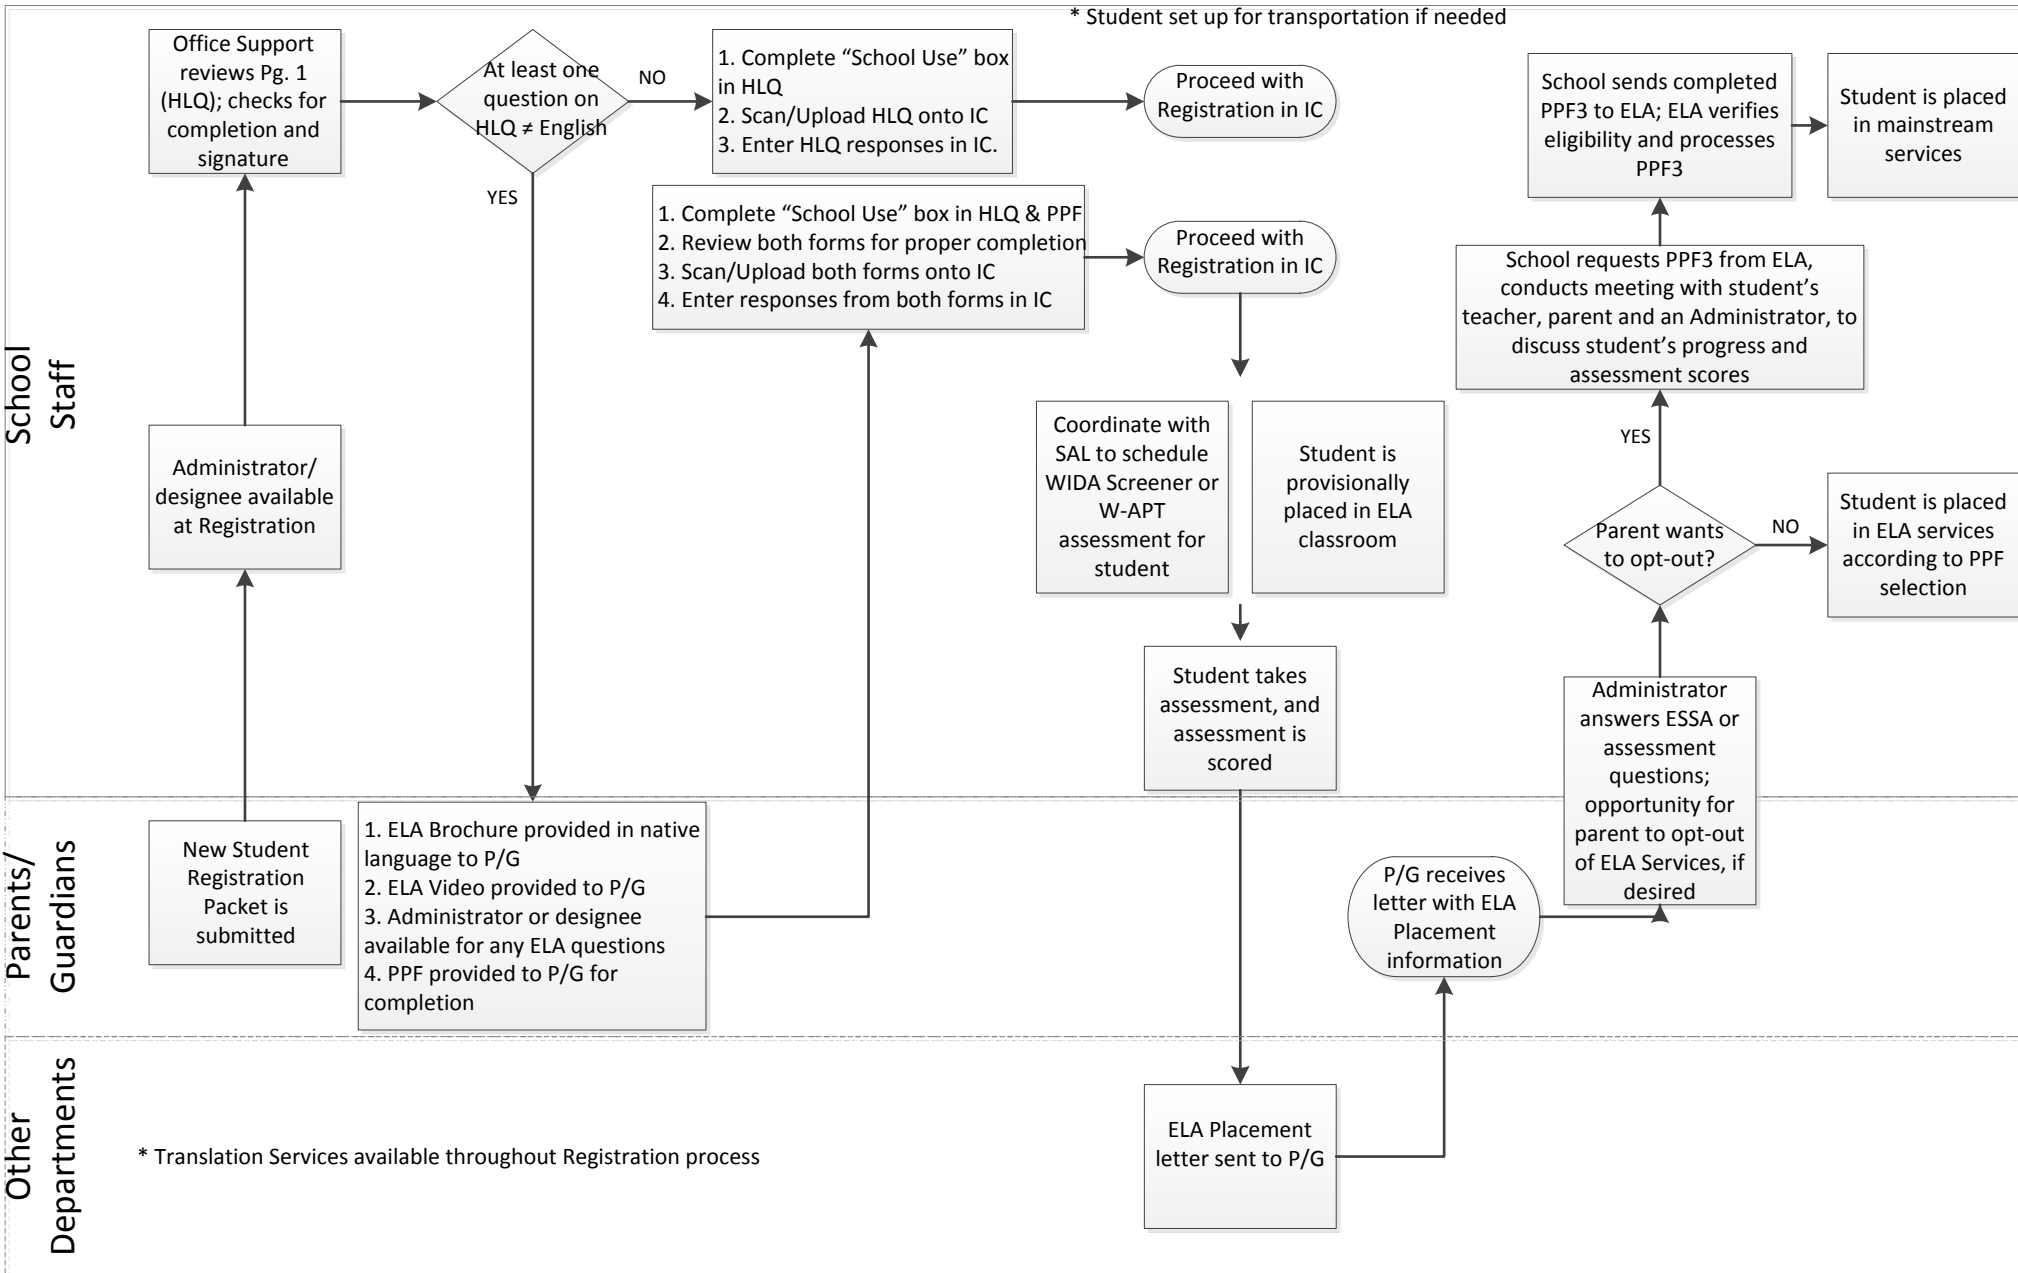 * Student set up for transportation if needed
School
Staff
Office Support
reviews Pg. 1
(HLQ); checks for
completion and
signature
At least one
question on
HLQ ≠ English
NO
YES
1. Complete “School Use” box
in HLQ
2. Scan/Upload HLQ onto IC
3. Enter HLQ responses in IC.
Proceed with
Registration in IC
1. Complete “School Use” box in HLQ & PPF
2. Review both forms for proper completion
3. Scan/Upload both forms onto IC
4. Enter responses from both forms in IC
Proceed with
Registration in IC
Administrator/
designee available
at Registration
Coordinate with
SAL to schedule
WIDA Screener or
W-APT
assessment for
student
Student is
provisionally
placed in ELA
classroom
Student takes
assessment, and
assessment is
scored
School sends completed
PPF3 to ELA; ELA verifies
eligibility and processes
PPF3
Student is placed
in mainstream
services
School requests PPF3 from ELA,
conducts meeting with student’s
teacher, parent and an Administrator, to
discuss student’s progress and
assessment scores
YES
Parent wants
to opt-out?
NO
Student is placed
in ELA services
according to PPF
selection
Administrator
answers ESSA or
assessment
questions;
opportunity for
parent to opt-out
of ELA Services, if
desired
Parents/
Guardians
New Student
Registration
Packet is
submitted
1. ELA Brochure provided in native
language to P/G
2. ELA Video provided to P/G
3. Administrator or designee
available for any ELA questions
4. PPF provided to P/G for
completion
P/G receives
letter with ELA
Placement
information
Other
Departments
* Translation Services available throughout Registration process
ELA Placement
letter sent to P/G